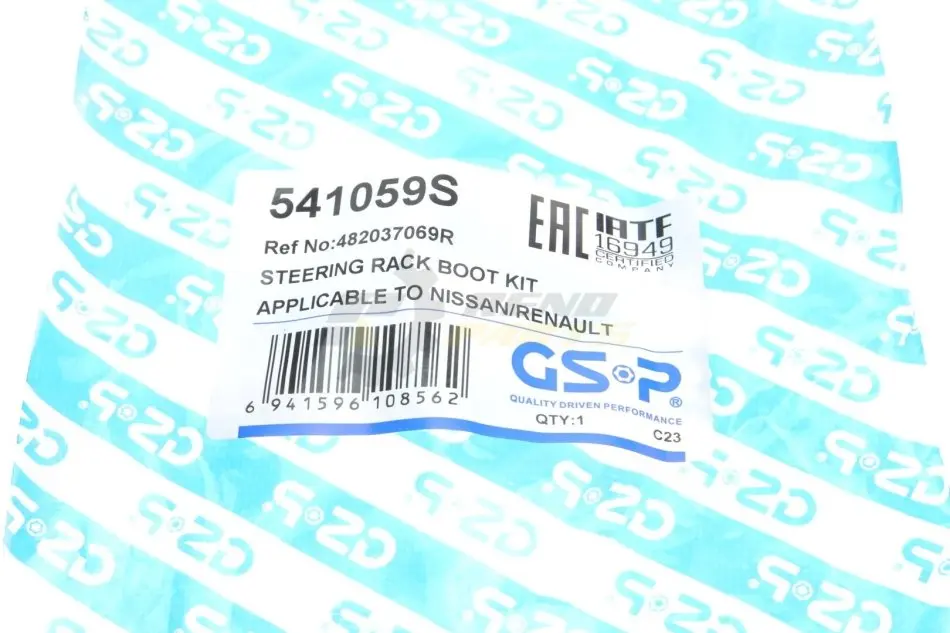 541059S
Ref No:482037069R
STEERING RACK BOOT KIT
APPLICABLE TO NISSAN/RENAULT
EAC
IATF
16949
CERTIFIED
COMPANY
6 941596 108562
GSP
®
QUALITY DRIVEN PERFORMANCE
QTY:1
C23